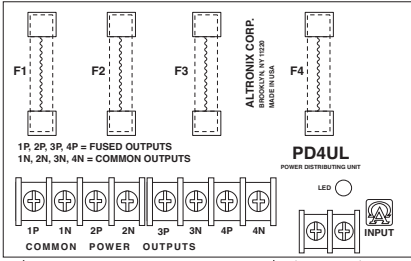 F1
F2
F3
F4
ALTRONIX CORP.
BROOKLYN, NY 11220
MADE IN USA
1P, 2P, 3P, 4P = FUSED OUTPUTS
1N, 2N, 3N, 4N = COMMON OUTPUTS
PD4UL
POWER DISTRIBUTING UNIT
LED
1P 1N 2P 2N 3P 3N 4P 4N
INPUT
COMMON POWER OUTPUTS